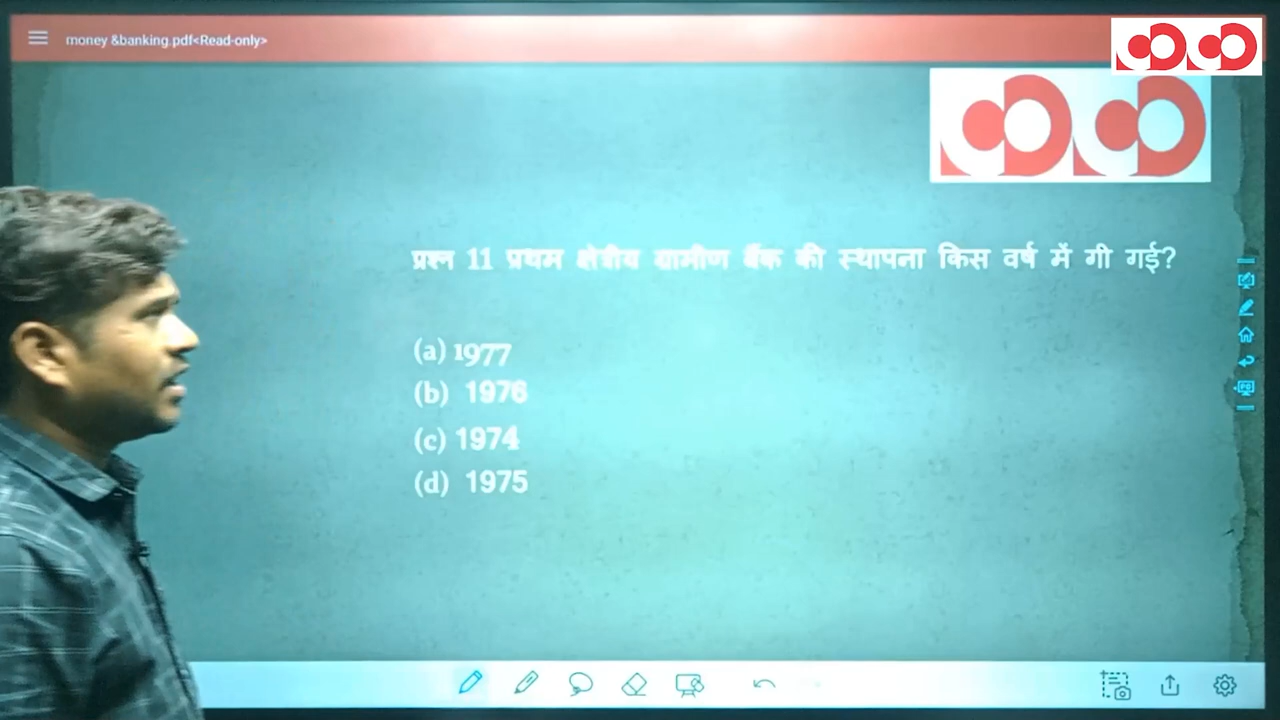 money &banking.pdf<Read-only>
प्रश्न 11 प्रथम क्षेत्रीय ग्रामीण बैंक की स्थापना किस वर्ष में गी गई?
(a) 1977
(b) 1976
(c) 1974
(d) 1975